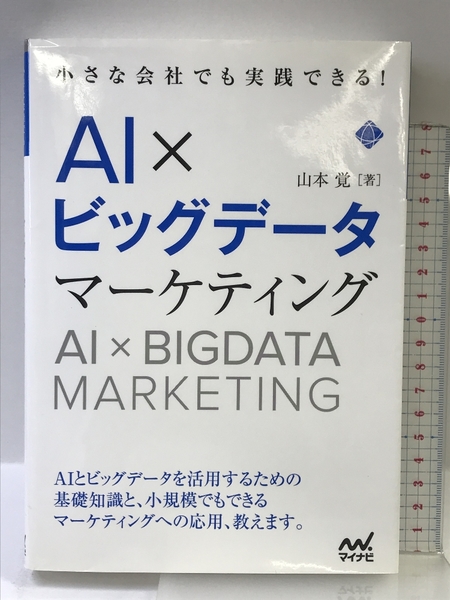 小さな会社でも実践できる！
AI×
山本 覚［著］
ビッグデータ
マーケティング
AI × BIGDATA
MARKETING
AIとビッグデータを活用するための
基礎知識と、小規模でもできる
マーケティングへの応用、教えます。
マイナビ